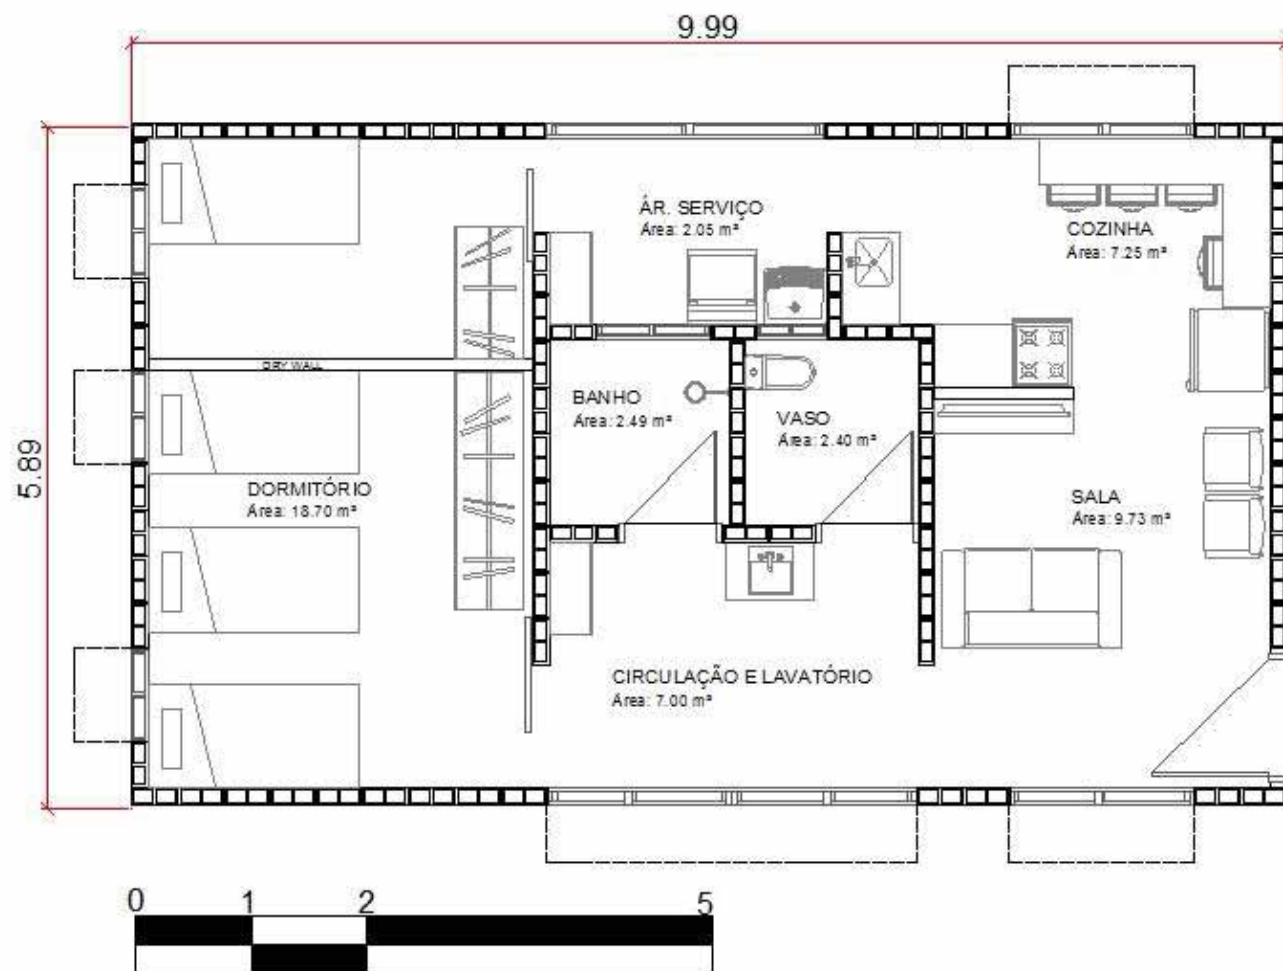 9.99
5.89
ÁR. SERVIÇO
Área: 2.05 m²
COZINHA
Área: 7.25 m²
DRY WALL
BANHO
Área: 2.49 m²
VASO
Área: 2.40 m²
DORMITÓRIO
Área: 18.70 m²
SALA
Área: 9.73 m²
CIRCULAÇÃO E LAVATÓRIO
Área: 7.00 m²
0 1 2 5